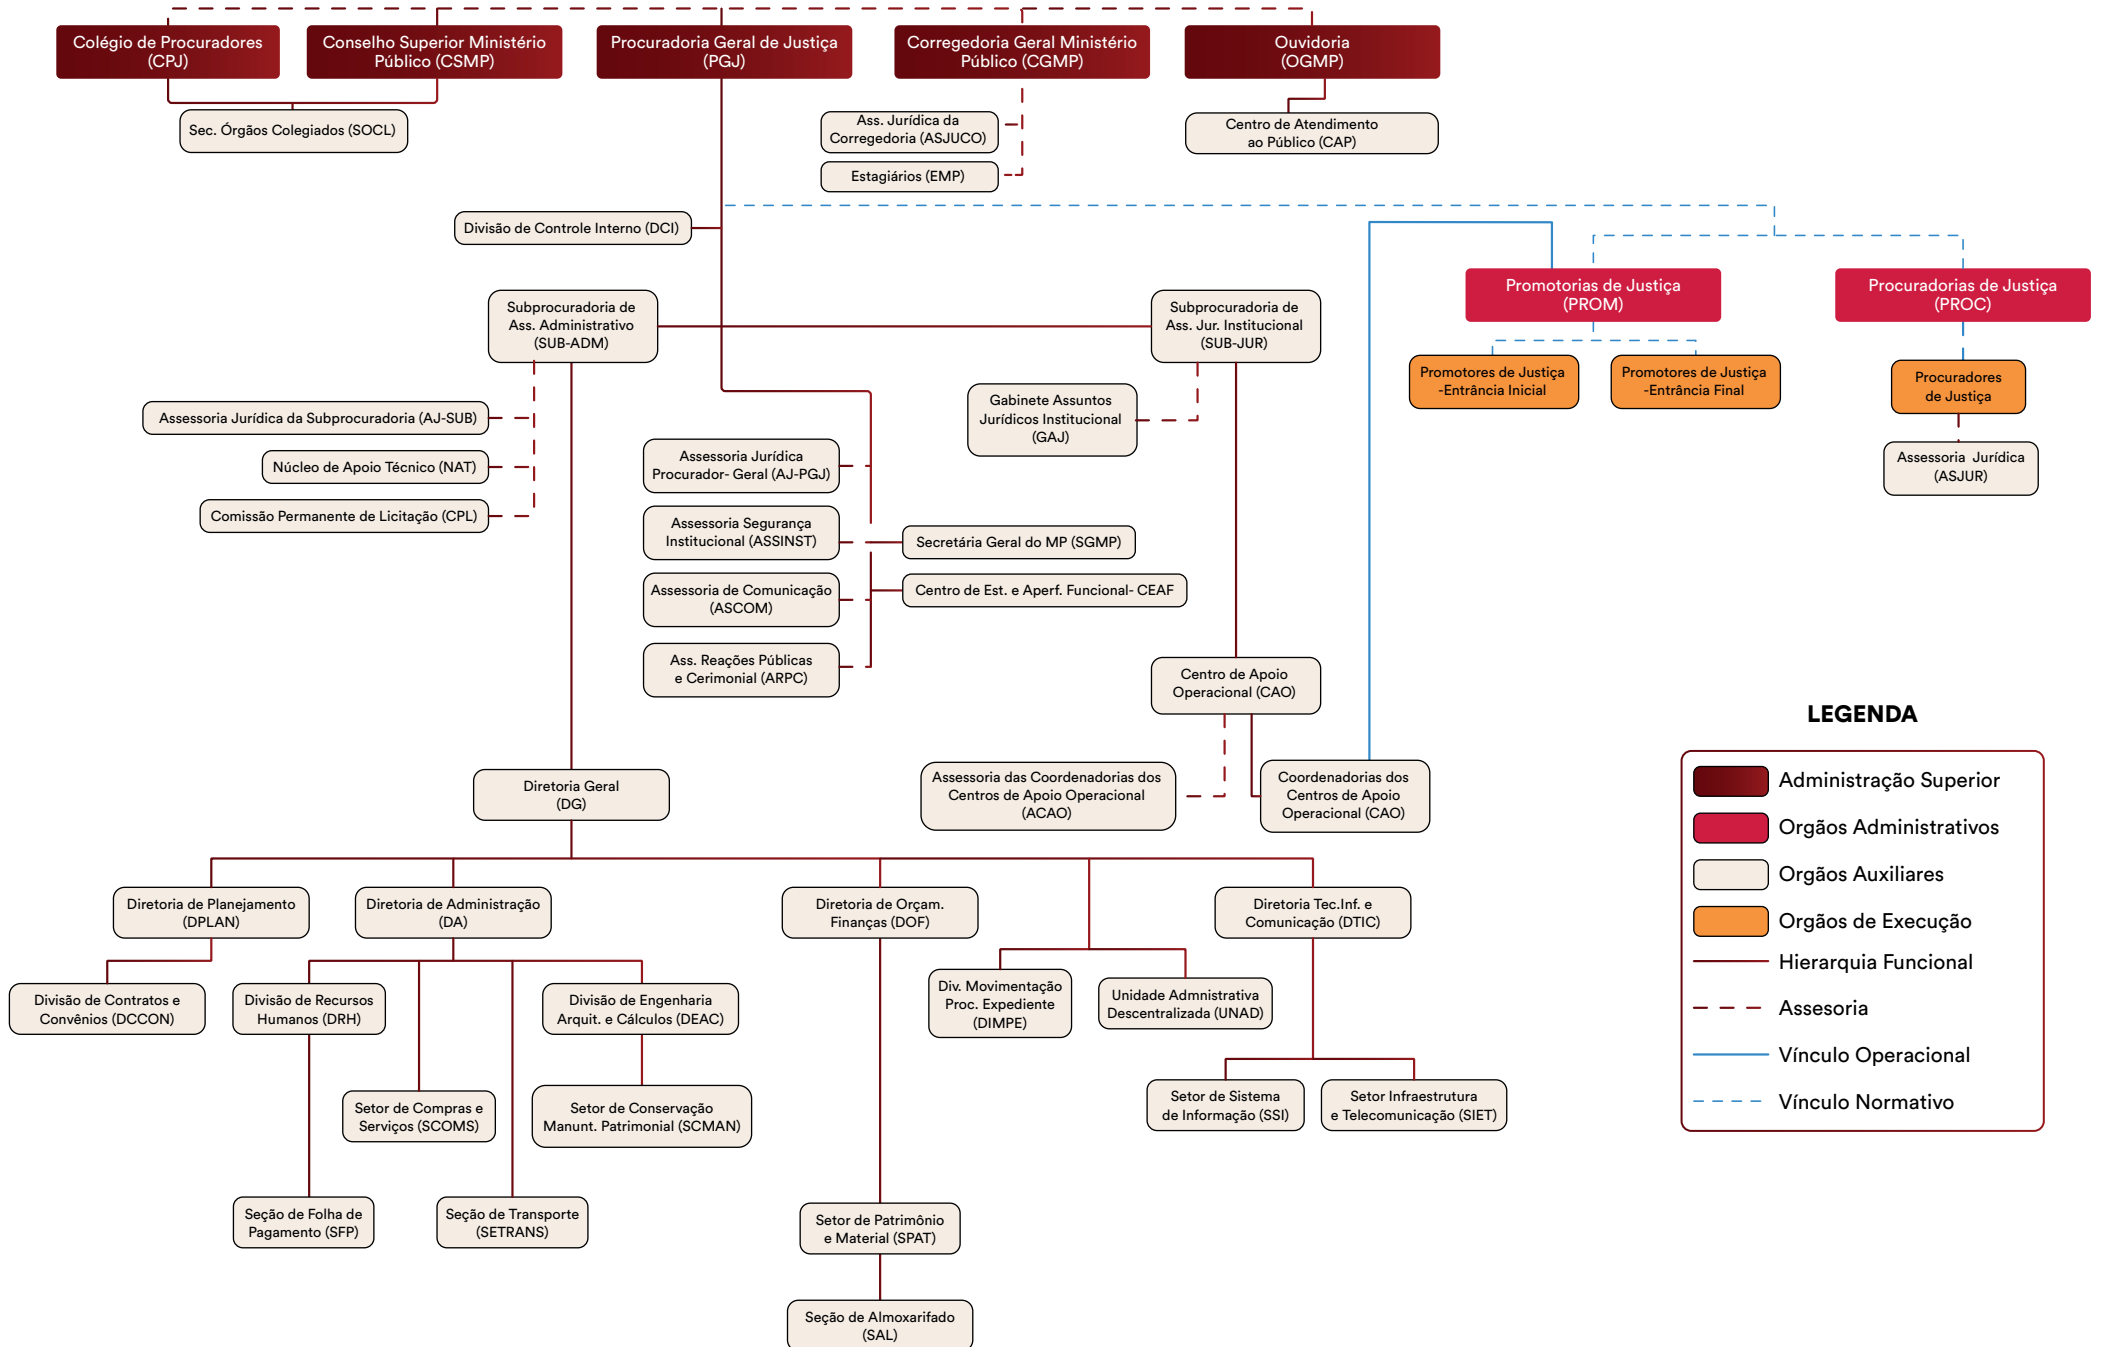 Colégio de Procuradores
(CPJ)
Conselho Superior Ministério
Público (CSMP)
Procuradoria Geral de Justiça
(PGJ)
Corregedoria Geral Ministério
Público (CGMP)
Ouvidoria
(OGMP)
Sec. Órgãos Colegiados (SOCL)
Ass. Jurídica da
Corregedoria (ASJUCO)
Estagiários (EMP)
Centro de Atendimento
ao Público (CAP)
Divisão de Controle Interno (DCI)
Promotorias de Justiça
(PROM)
Procuradorias de Justiça
(PROC)
Subprocuradoria de
Ass. Administrativo
(SUB-ADM)
Subprocuradoria de
Ass. Jur. Institucional
(SUB-JUR)
Promotores de Justiça
-Entrância Inicial
Promotores de Justiça
-Entrância Final
Procuradores
de Justiça
Assessoria Jurídica
(ASJUR)
Assessoria Jurídica da Subprocuradoria (AJ-SUB)
Núcleo de Apoio Técnico (NAT)
Comissão Permanente de Licitação (CPL)
Gabinete Assuntos
Jurídicos Institucional
(GAJ)
Assessoria Jurídica
Procurador- Geral (AJ-PGJ)
Assessoria Segurança
Institucional (ASSINST)
Assessoria de Comunicação
(ASCOM)
Ass. Reações Públicas
e Cerimonial (ARPC)
Secretária Geral do MP (SGMP)
Centro de Est. e Aperf. Funcional- CEAF
Centro de Apoio
Operacional (CAO)
Assessoria das Coordenadorias dos
Centros de Apoio Operacional
(ACAO)
Coordenadorias dos
Centros de Apoio
Operacional (CAO)
Diretoria Geral
(DG)
Diretoria de Planejamento
(DPLAN)
Diretoria de Administração
(DA)
Diretoria de Orçam.
Finanças (DOF)
Diretoria Tec.Inf. e
Comunicação (DTIC)
Divisão de Contratos e
Convênios (DCCON)
Divisão de Recursos
Humanos (DRH)
Divisão de Engenharia
Arquit. e Cálculos (DEAC)
Div. Movimentação
Proc. Expediente
(DIMPE)
Unidade Admnistrativa
Descentralizada (UNAD)
Setor de Compras e
Serviços (SCOMS)
Setor de Conservação
Manunt. Patrimonial (SCMAN)
Setor de Sistema
de Informação (SSI)
Setor Infraestrutura
e Telecomunicação (SIET)
Seção de Folha de
Pagamento (SFP)
Seção de Transporte
(SETRANS)
Setor de Patrimônio
e Material (SPAT)
Seção de Almoxarifado
(SAL)
LEGENDA
Administração Superior
Orgãos Administrativos
Orgãos Auxiliares
Orgãos de Execução
Hierarquia Funcional
Assesoria
Vínculo Operacional
Vínculo Normativo